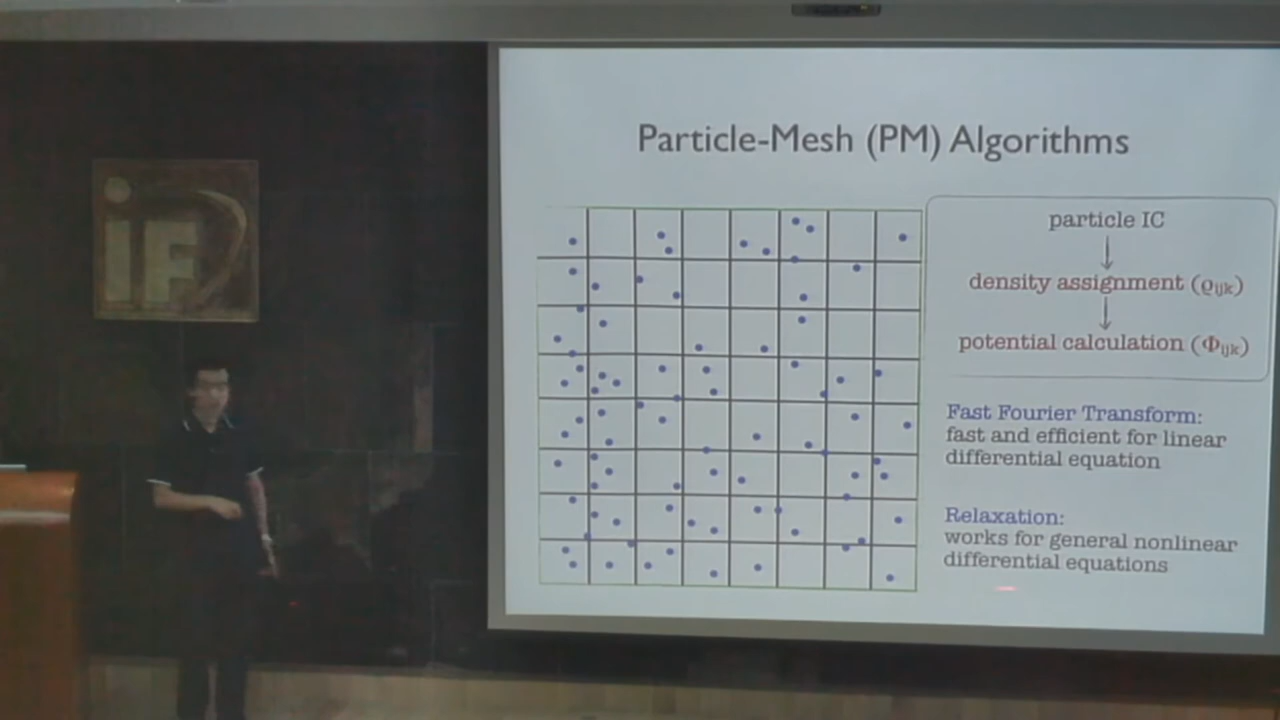 Particle-Mesh (PM) Algorithms
particle IC
density assignment (ϱijk)
potential calculation (Φijk)
Fast Fourier Transform:
fast and efficient for linear
differential equation
Relaxation:
works for general nonlinear
differential equations